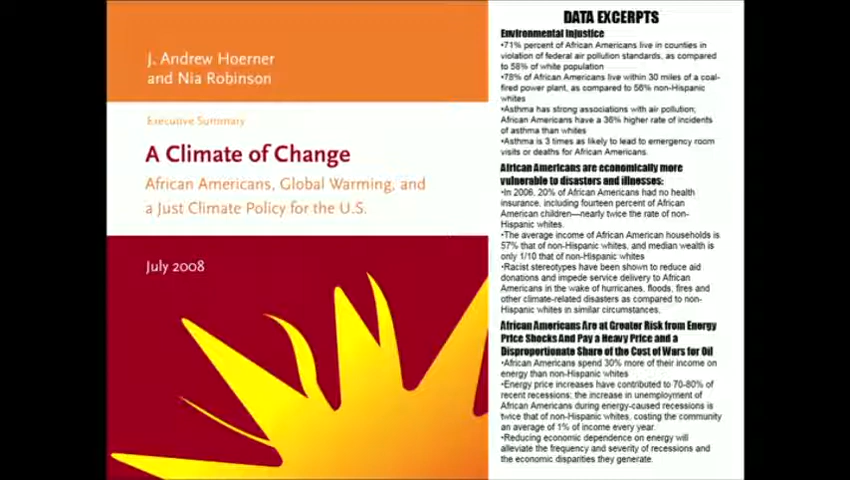 J. Andrew Hoerner
and Nia Robinson
Executive Summary
A Climate of Change
African Americans, Global Warming, and
a Just Climate Policy for the U.S.
July 2008
DATA EXCERPTS
Environmental Injustice
•71% percent of African Americans live in counties in
violation of federal air pollution standards, as compared
to 58% of white population
•78% of African Americans live within 30 miles of a coal-
fired power plant, as compared to 56% non-Hispanic
whites
•Asthma has strong associations with air pollution;
African Americans have a 36% higher rate of incidents
of asthma than whites
•Asthma is 3 times as likely to lead to emergency room
visits or deaths for African Americans.
African Americans are economically more
vulnerable to disasters and illnesses:
•In 2006, 20% of African Americans had no health
insurance, including fourteen percent of African
American children—nearly twice the rate of non-
Hispanic whites.
•The average income of African American households is
57% that of non-Hispanic whites, and median wealth is
only 1/10 that of non-Hispanic whites
•Racist stereotypes have been shown to reduce aid
donations and impede service delivery to African
Americans in the wake of hurricanes, floods, fires and
other climate-related disasters as compared to non-
Hispanic whites in similar circumstances.
African Americans Are at Greater Risk from Energy
Price Shocks And Pay a Heavy Price and a
Disproportionate Share of the Cost of Wars for Oil
•African Americans spend 30% more of their income on
energy than non-Hispanic whites
•Energy price increases have contributed to 70-80% of
recent recessions; the increase in unemployment of
African Americans during energy-caused recessions is
twice that of non-Hispanic whites, costing the community
an average of 1% of income every year.
•Reducing economic dependence on energy will
alleviate the frequency and severity of recessions and
the economic disparities they generate.